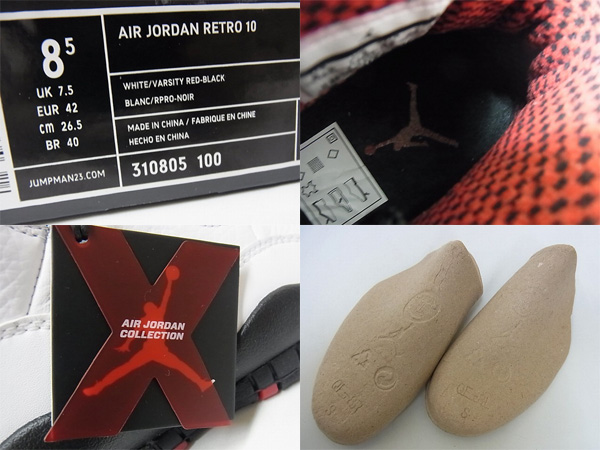 8⁵
UK 7.5
EUR 42
cm 26.5
BR 40
JUMPMAN23.COM
AIR JORDAN RETRO 10
WHITE/VARSITY RED-BLACK
BLANC/RPRO-NOIR
MADE IN CHINA / FABRIQUE EN CHINE
HECHO EN CHINA
310805 100
X
AIR JORDAN
COLLECTION